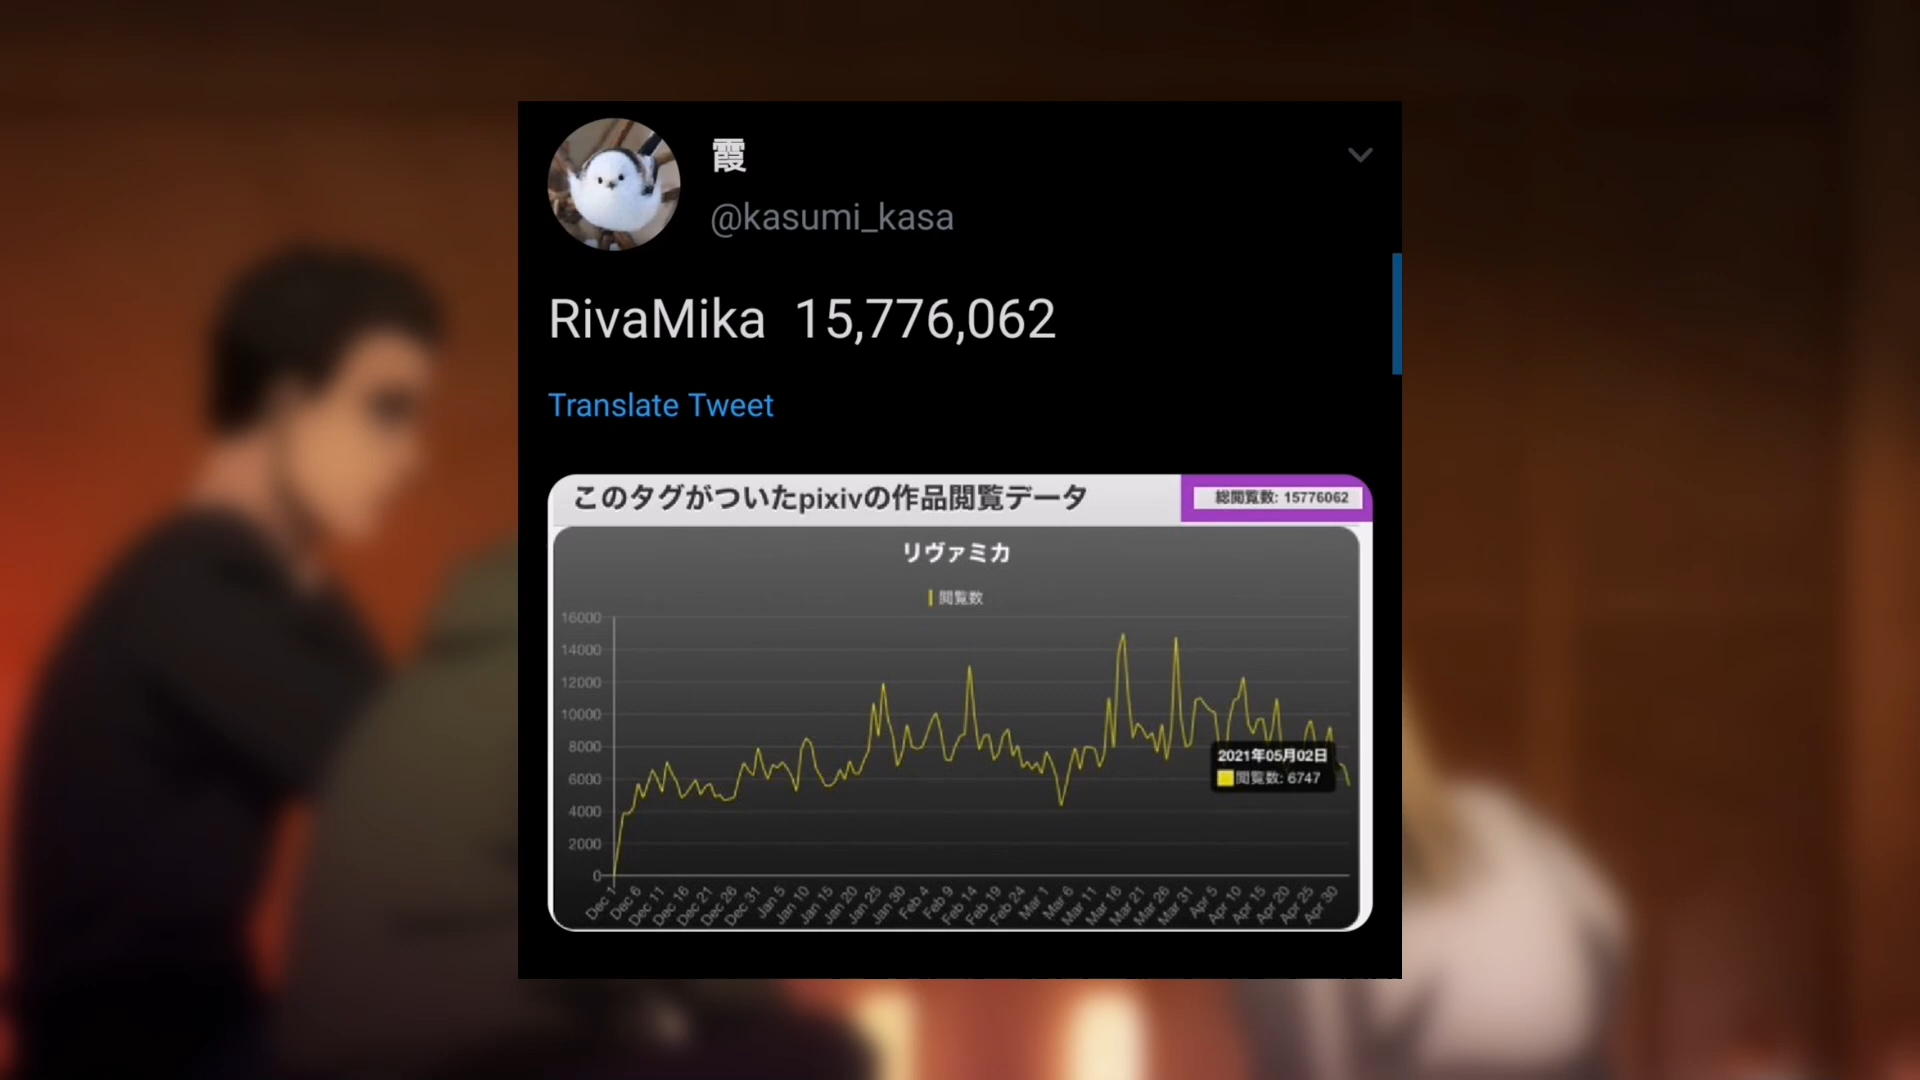 霞
@kasumi_kasa
RivaMika 15,776,062
Translate Tweet
このタグがついたpixivの作品閲覧データ
総閲覧数: 15776062
リヴァミカ
閲覧数
16000
14000
12000
10000
8000
6000
4000
2000
0
2021年05月02日
閲覧数: 6747
Dec 1 Dec 6 Dec 11 Dec 16 Dec 21 Dec 26 Dec 31 Jan 5 Jan 10 Jan 15 Jan 20 Jan 25 Jan 30 Feb 4 Feb 9 Feb 14 Feb 19 Feb 24 Mar 1 Mar 6 Mar 11 Mar 16 Mar 21 Mar 26 Mar 31 Apr 5 Apr 10 Apr 15 Apr 20 Apr 25 Apr 30